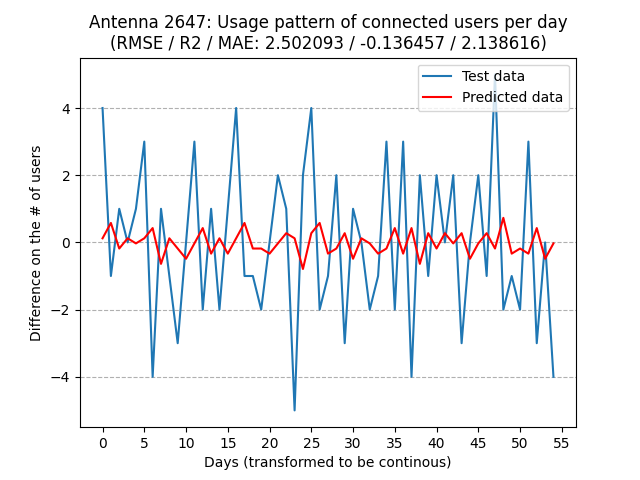 Antenna 2647: Usage pattern of connected users per day
(RMSE / R2 / MAE: 2.502093 / -0.136457 / 2.138616)
Test data
Predicted data
Difference on the # of users
4
2
0
−2
−4
0 5 10 15 20 25 30 35 40 45 50 55
Days (transformed to be continous)